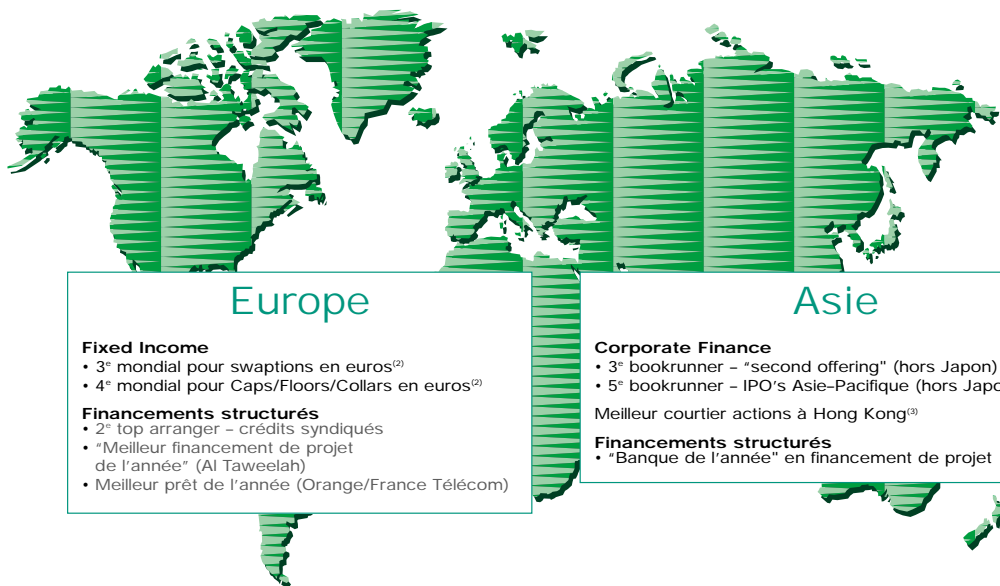 Europe
Fixed Income
• 3e mondial pour swaptions en euros(2)
• 4e mondial pour Caps/Floors/Collars en euros(2)
Financements structurés
• 2e top arranger – crédits syndiqués
• "Meilleur financement de projet
de l'année" (Al Taweelah)
• Meilleur prêt de l'année (Orange/France Télécom)
Asie
Corporate Finance
• 3e bookrunner – "second offering" (hors Japon)
• 5e bookrunner – IPO's Asie-Pacifique (hors
Meilleur courtier actions à Hong Kong(3)
Financements structurés
• "Banque de l'année" en financement de projet